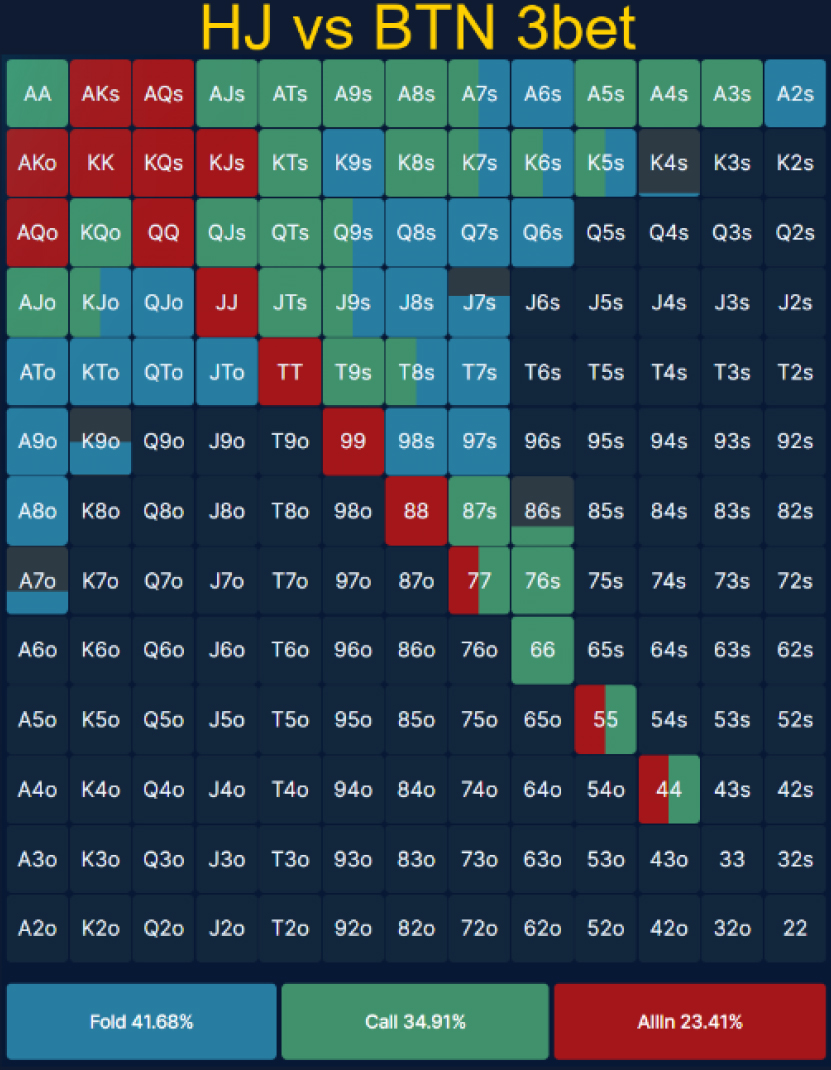 HJ vs BTN 3bet
AA AKs AQs AJs ATs A9s A8s A7s A6s A5s A4s A3s A2s
AKo KK KQs KJs KTs K9s K8s K7s K6s K5s K4s K3s K2s
AQo KQo QQ QJs QTs Q9s Q8s Q7s Q6s Q5s Q4s Q3s Q2s
AJo KJo QJo JJ JTs J9s J8s J7s J6s J5s J4s J3s J2s
ATo KTo QTo JTo TT T9s T8s T7s T6s T5s T4s T3s T2s
A9o K9o Q9o J9o T9o 99 98s 97s 96s 95s 94s 93s 92s
A8o K8o Q8o J8o T8o 98o 88 87s 86s 85s 84s 83s 82s
A7o K7o Q7o J7o T7o 97o 87o 77 76s 75s 74s 73s 72s
A6o K6o Q6o J6o T6o 96o 86o 76o 66 65s 64s 63s 62s
A5o K5o Q5o J5o T5o 95o 85o 75o 65o 55 54s 53s 52s
A4o K4o Q4o J4o T4o 94o 84o 74o 64o 54o 44 43s 42s
A3o K3o Q3o J3o T3o 93o 83o 73o 63o 53o 43o 33 32s
A2o K2o Q2o J2o T2o 92o 82o 72o 62o 52o 42o 32o 22
Fold 41.68% Call 34.91% AllIn 23.41%